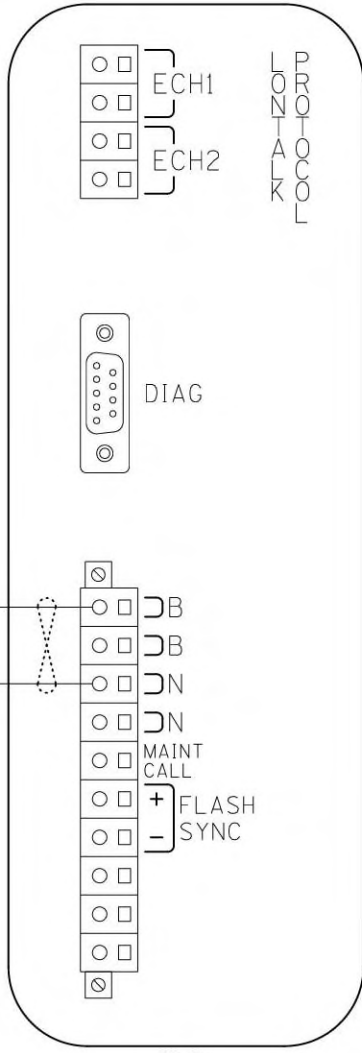 ECH1
ECH2
LONTALK
PROTOCOL
DIAG
B
B
N
N
MAINT
CALL
+ FLASH
- SYNC